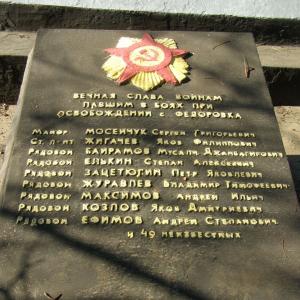 ВЕЧНАЯ СЛАВА ВОИНАМ
ПАВШИМ В БОЯХ ПРИ
ОСВОБОЖДЕНИИ С ФЕДОРОВКА
МАЙОР МОСЕЙЧУК СЕРГЕЙ ГРИГОРЬЕВИЧ
СТ. Л-НТ ЖИГАЧЕВ ЯКОВ ФИЛИППОВИЧ
РЯДОВОЙ БАЙРАМОВ МУСАЛИ ДЖАНБАГИРОВИЧ
РЯДОВОЙ ЕЛЬКИН СТЕПАН АЛЕКСЕЕВИЧ
РЯДОВОЙ ЗАЦЕТЮГИН ПЕТР ЯКОВЛЕВИЧ
РЯДОВОЙ ЖУРАВЛЕВ ВЛАДИМИР ТИМОФЕЕВИЧ
РЯДОВОЙ МАКСИМОВ АНДРЕЙ ИЛЬИЧ
РЯДОВОЙ КОЗЛОВ ЯКОВ ДМИТРИЕВИЧ
РЯДОВОЙ ЕФИМОВ АНДРЕЙ СТЕПАНОВИЧ
И 49 НЕИЗВЕСТНЫХ